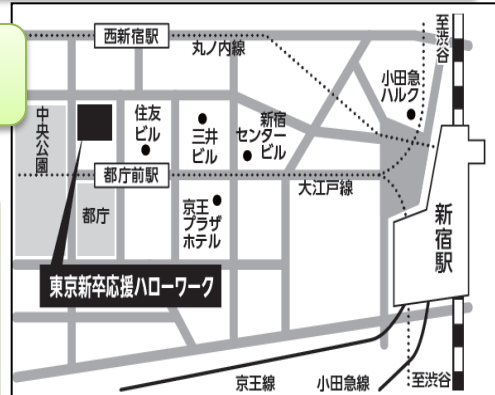 西新宿駅
丸ノ内線
至渋谷
小田急
ハルク
中央公園
住友
ビル
三井
ビル
新宿
センター
ビル
都庁前駅
大江戸線
都庁
京王
プラザ
ホテル
新宿駅
東京新卒応援ハローワーク
京王線
小田急線
至渋谷